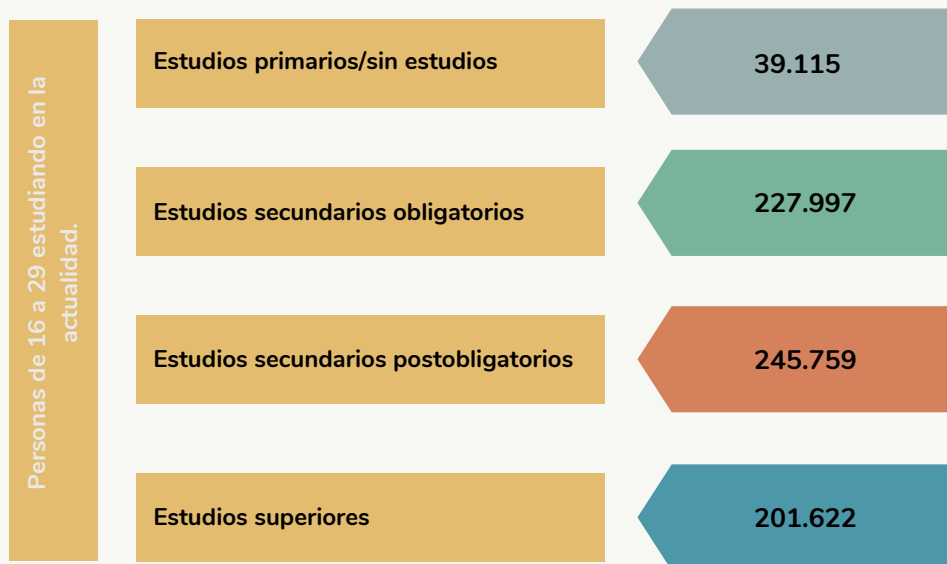 Personas de 16 a 29 estudiando en la
actualidad.
Estudios primarios/sin estudios
39.115
Estudios secundarios obligatorios
227.997
Estudios secundarios postobligatorios
245.759
Estudios superiores
201.622